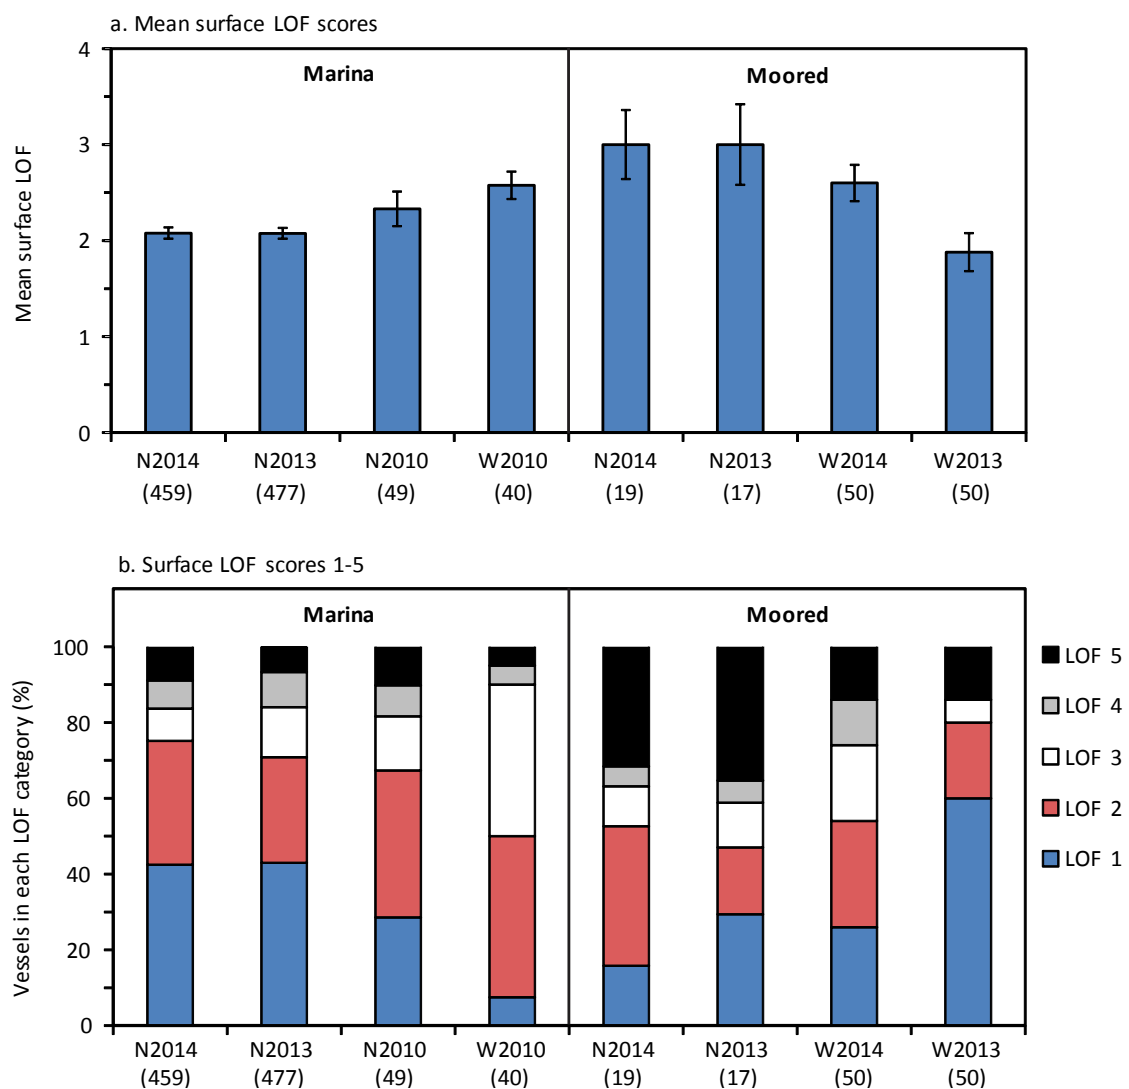 a. Mean surface LOF scores
Mean surface LOF
4
3
2
1
0
Marina
Moored
N2014 N2013 N2010 W2010 N2014 N2013 W2014 W2013
(459) (477) (49) (40) (19) (17) (50) (50)
b. Surface LOF scores 1-5
Vessels in each LOF category (%)
100
80
60
40
20
0
Marina
Moored
LOF 5
LOF 4
LOF 3
LOF 2
LOF 1
N2014 N2013 N2010 W2010 N2014 N2013 W2014 W2013
(459) (477) (49) (40) (19) (17) (50) (50)